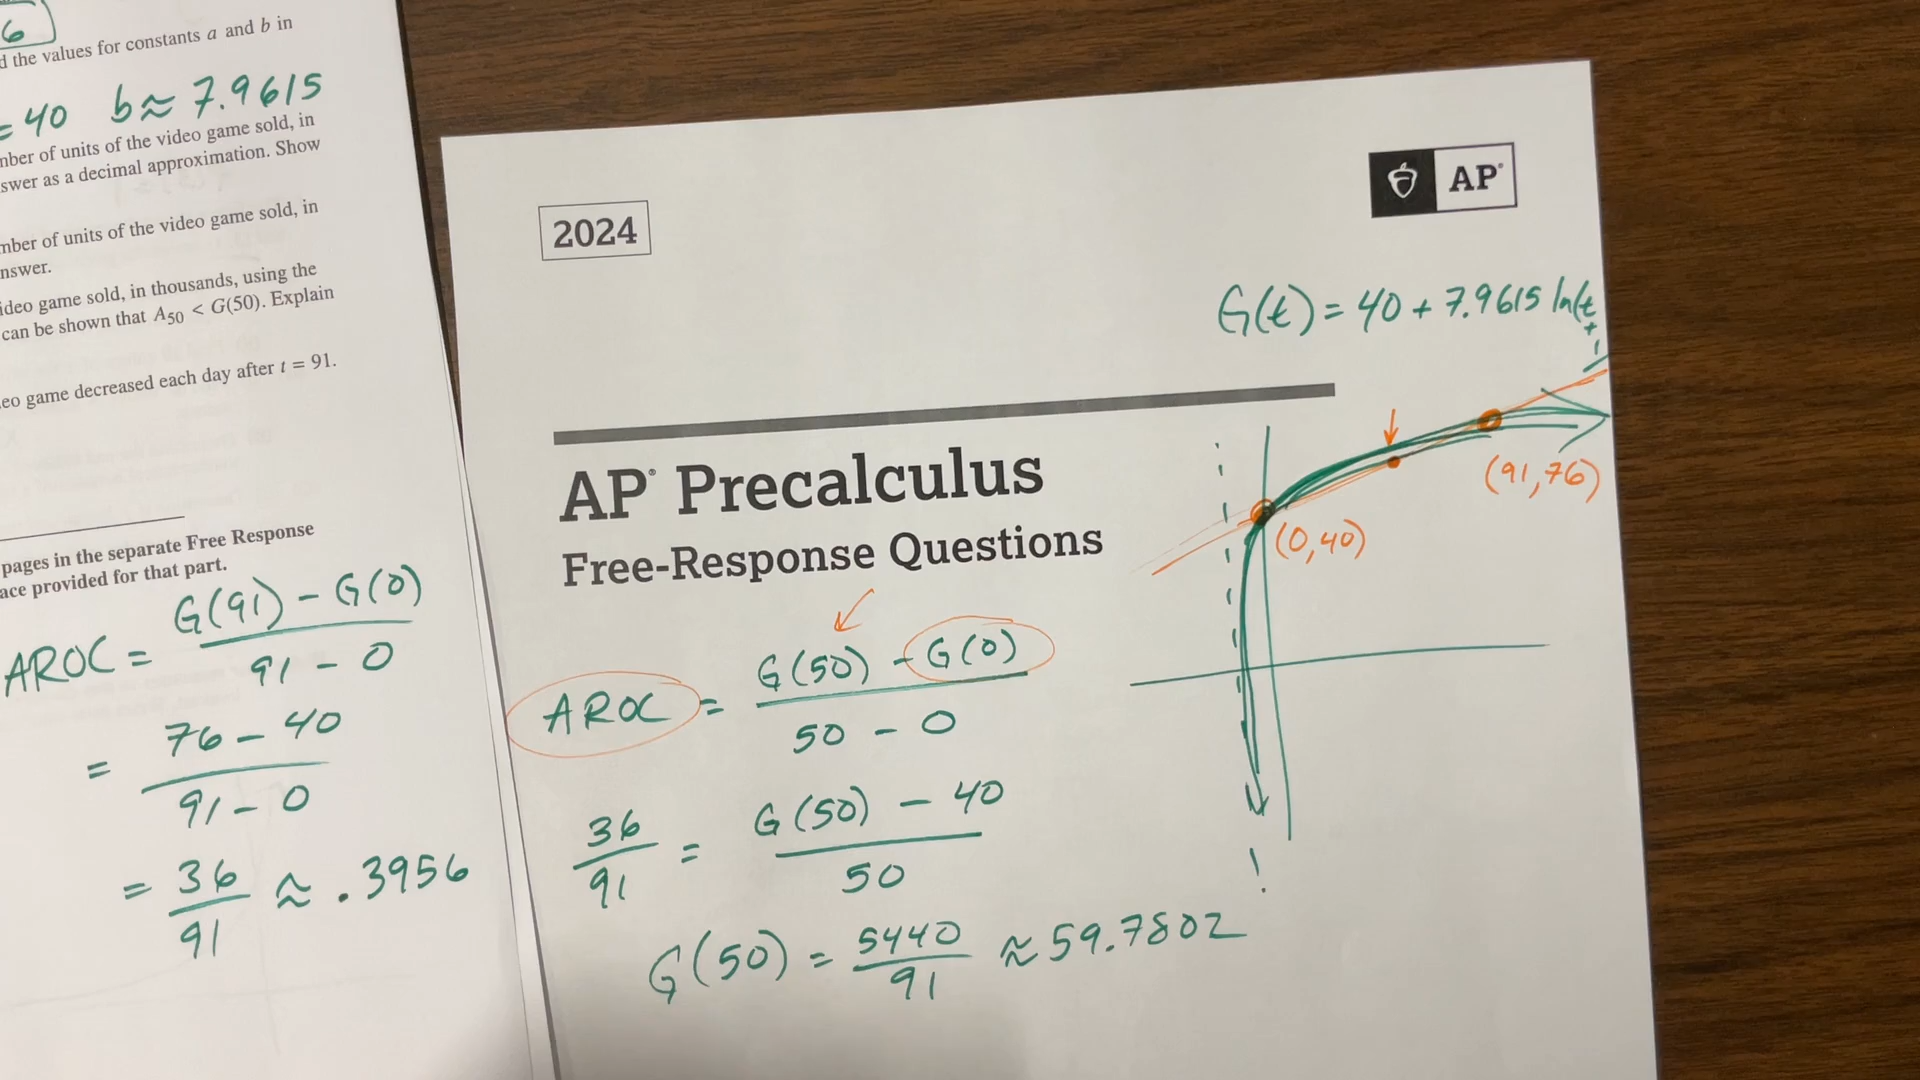 6
d the values for constants a and b in
= 40 b ≈ 7.9615
nber of units of the video game sold, in
swer as a decimal approximation. Show
nber of units of the video game sold, in
nswer.
ideo game sold, in thousands, using the
can be shown that A50 < G(50). Explain
eo game decreased each day after t = 91.
pages in the separate Free Response
ace provided for that part.
AROC = G(91) - G(0)
91 - 0
= 76 - 40
91 - 0
= 36 ≈ .3956
91
2024
AP®
G(t) = 40 + 7.9615 ln(t
+
1
AP® Precalculus
Free-Response Questions
(91,76)
(0,40)
AROC = G(50) - G(0)
50 - 0
36 = G(50) - 40
91 50
G(50) = 5440 ≈ 59.7802
91